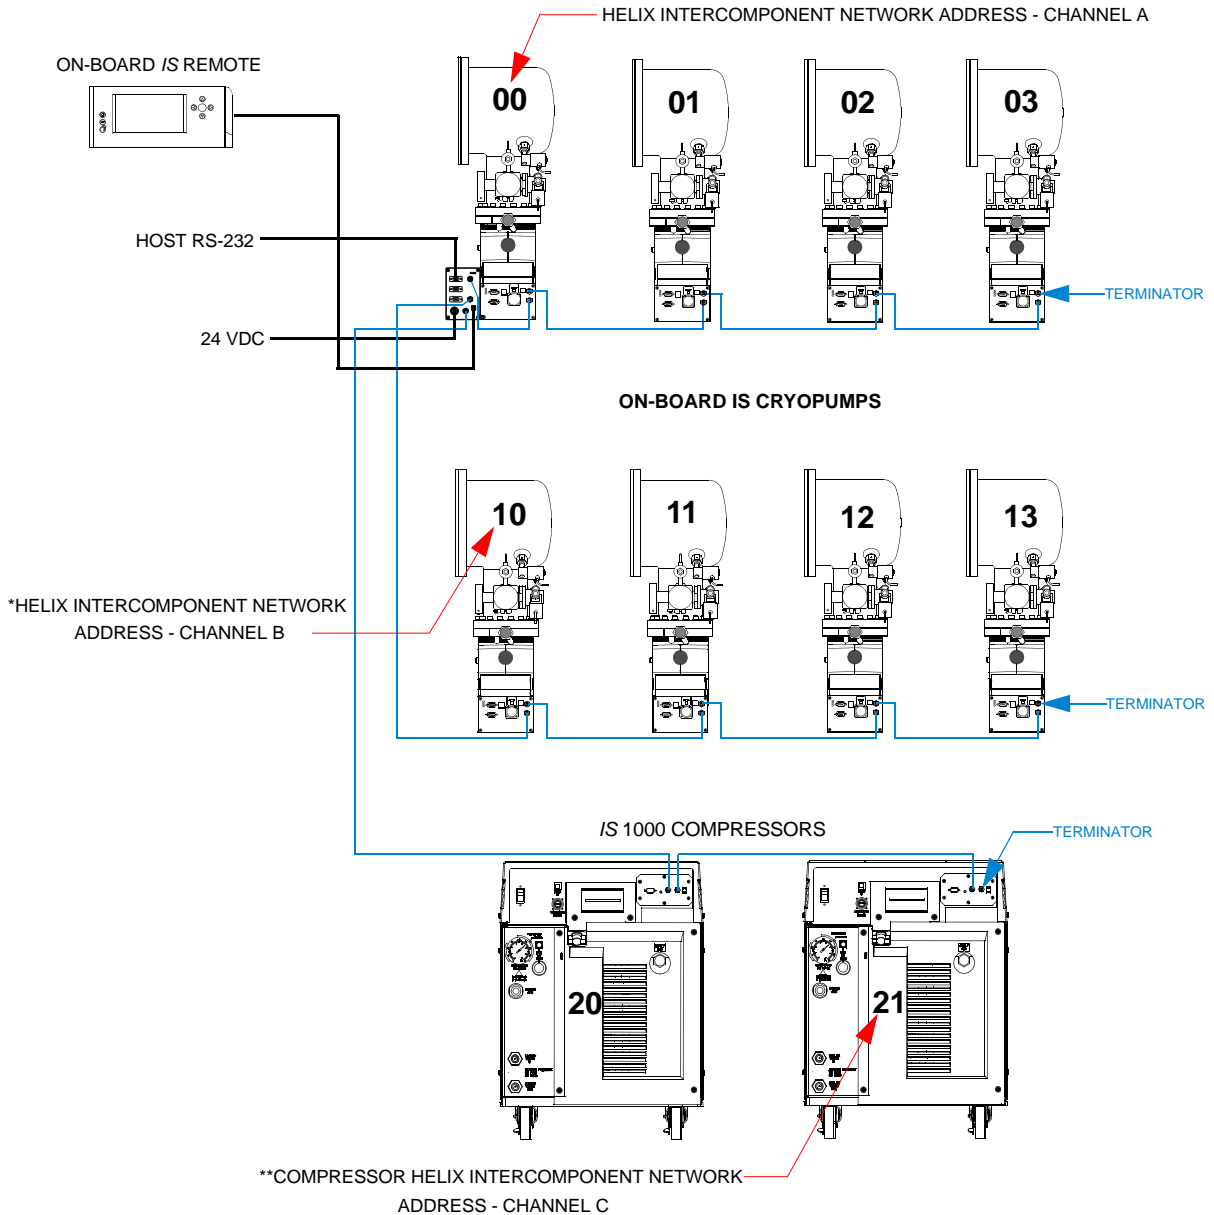 HELIX INTERCOMPONENT NETWORK ADDRESS - CHANNEL A
ON-BOARD IS REMOTE
00
01
02
03
HOST RS-232
TERMINATOR
24 VDC
ON-BOARD IS CRYOPUMPS
10
11
12
13
*HELIX INTERCOMPONENT NETWORK
ADDRESS - CHANNEL B
TERMINATOR
IS 1000 COMPRESSORS
TERMINATOR
20
21
**COMPRESSOR HELIX INTERCOMPONENT NETWORK
ADDRESS - CHANNEL C